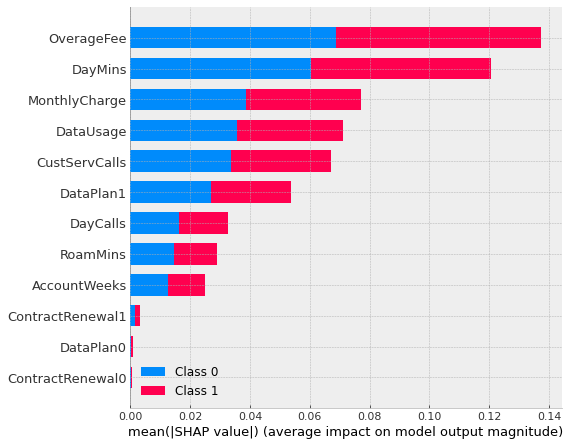 OverageFee
DayMins
MonthlyCharge
DataUsage
CustServCalls
DataPlan1
DayCalls
RoamMins
AccountWeeks
ContractRenewal1
DataPlan0
ContractRenewal0
Class 0
Class 1
0.00 0.02 0.04 0.06 0.08 0.10 0.12 0.14
mean(|SHAP value|) (average impact on model output magnitude)